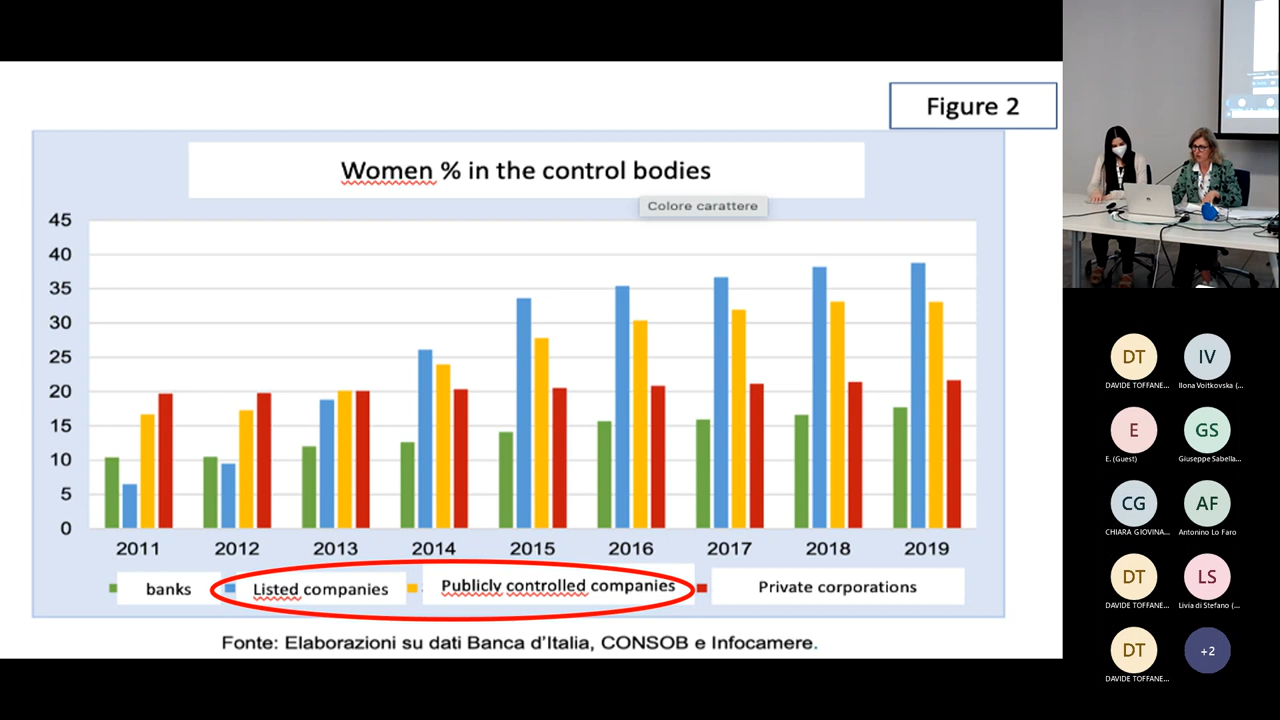 Figure 2
Women % in the control bodies
Colore carattere
45
40
35
30
25
20
15
10
5
0
2011 2012 2013 2014 2015 2016 2017 2018 2019
banks Listed companies Publicly controlled companies Private corporations
Fonte: Elaborazioni su dati Banca d'Italia, CONSOB e Infocamere.
DT IV
DAVIDE TOFFANE... Ilona Voitkovska (...
E GS
E. (Guest) Giuseppe Sabella...
CG AF
CHIARA GIOVINA... Antonino Lo Faro
DT LS
DAVIDE TOFFANE... Livia di Stefano (...
DT +2
DAVIDE TOFFANE...